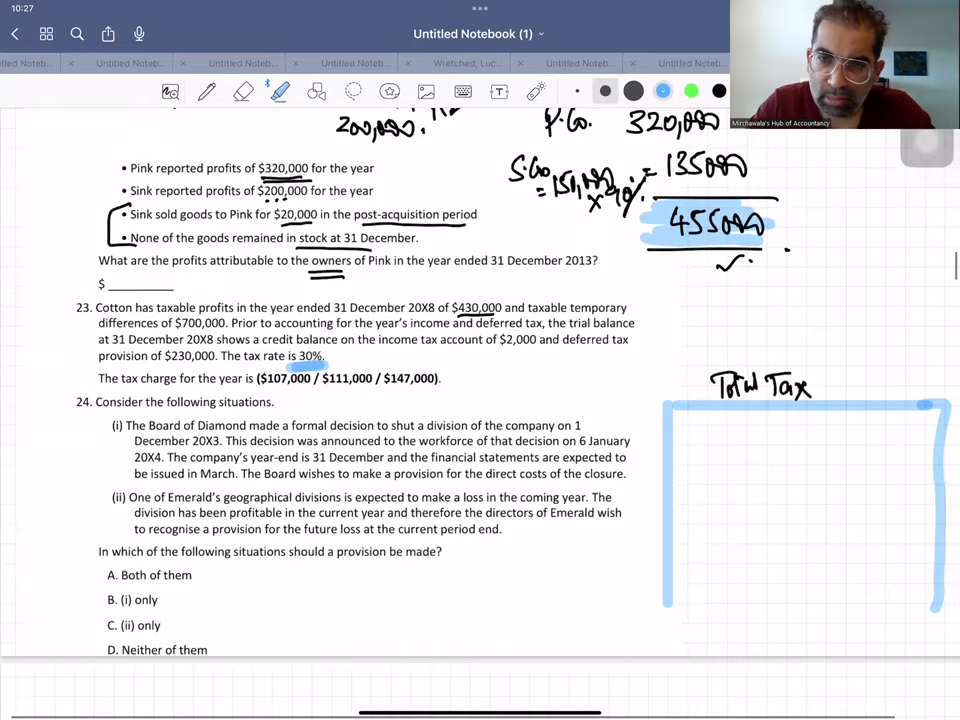 10:27
Untitled Notebook (1)
Untitled Noteb...
Untitled Noteb...
Untitled Noteb...
Untitled Noteb...
Wretched, Luc...
Untitled Noteb...
Untitled Noteb...
Mirchawala's Hub of Accountancy
200,000.
P.Co. 320,000
S.Co = 150,000 x 90% = 135000
455000
• Pink reported profits of $320,000 for the year
• Sink reported profits of $200,000 for the year
• Sink sold goods to Pink for $20,000 in the post-acquisition period
• None of the goods remained in stock at 31 December.
What are the profits attributable to the owners of Pink in the year ended 31 December 2013?
$ __________
23. Cotton has taxable profits in the year ended 31 December 20X8 of $430,000 and taxable temporary
differences of $700,000. Prior to accounting for the year's income and deferred tax, the trial balance
at 31 December 20X8 shows a credit balance on the income tax account of $2,000 and deferred tax
provision of $230,000. The tax rate is 30%.
The tax charge for the year is ($107,000 / $111,000 / $147,000).
Total Tax
24. Consider the following situations.
(i) The Board of Diamond made a formal decision to shut a division of the company on 1
December 20X3. This decision was announced to the workforce of that decision on 6 January
20X4. The company's year-end is 31 December and the financial statements are expected to
be issued in March. The Board wishes to make a provision for the direct costs of the closure.
(ii) One of Emerald's geographical divisions is expected to make a loss in the coming year. The
division has been profitable in the current year and therefore the directors of Emerald wish
to recognise a provision for the future loss at the current period end.
In which of the following situations should a provision be made?
A. Both of them
B. (i) only
C. (ii) only
D. Neither of them